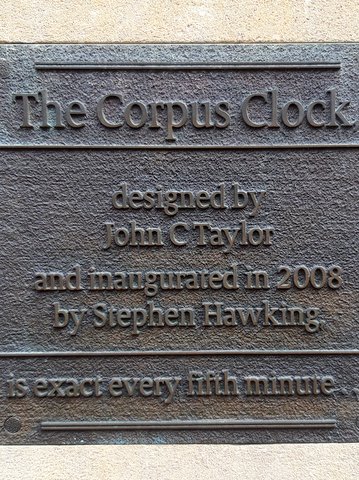 The Corpus Clock
designed by
John C Taylor
and inaugurated in 2008
by Stephen Hawking
is exact every fifth minute...